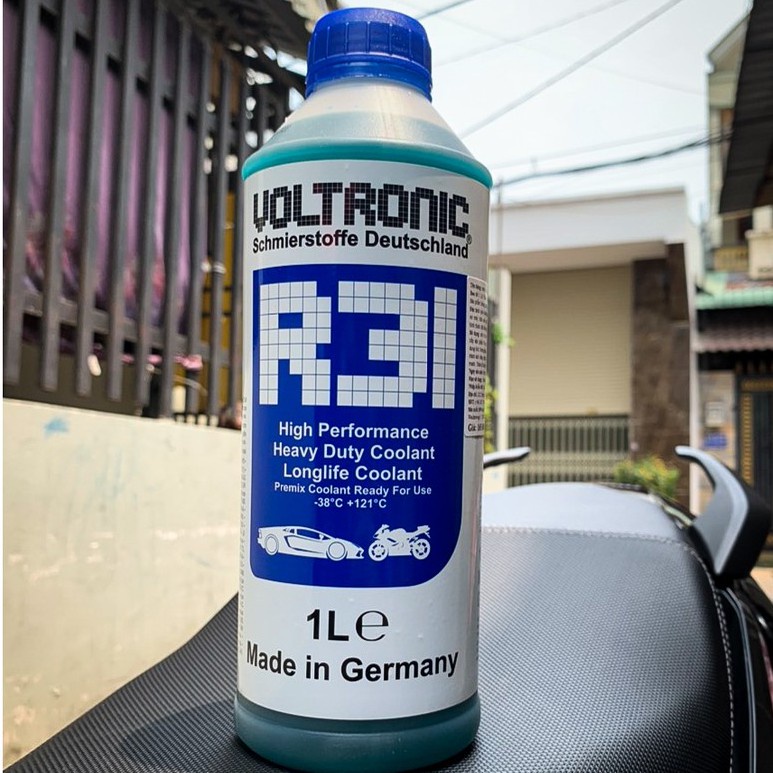 VOLTRONIC
Schmierstoffe Deutschland®
R31
High Performance
Heavy Duty Coolant
Longlife Coolant
Premix Coolant Ready For Use
-38°C +121°C
1L℮
Made in Germany